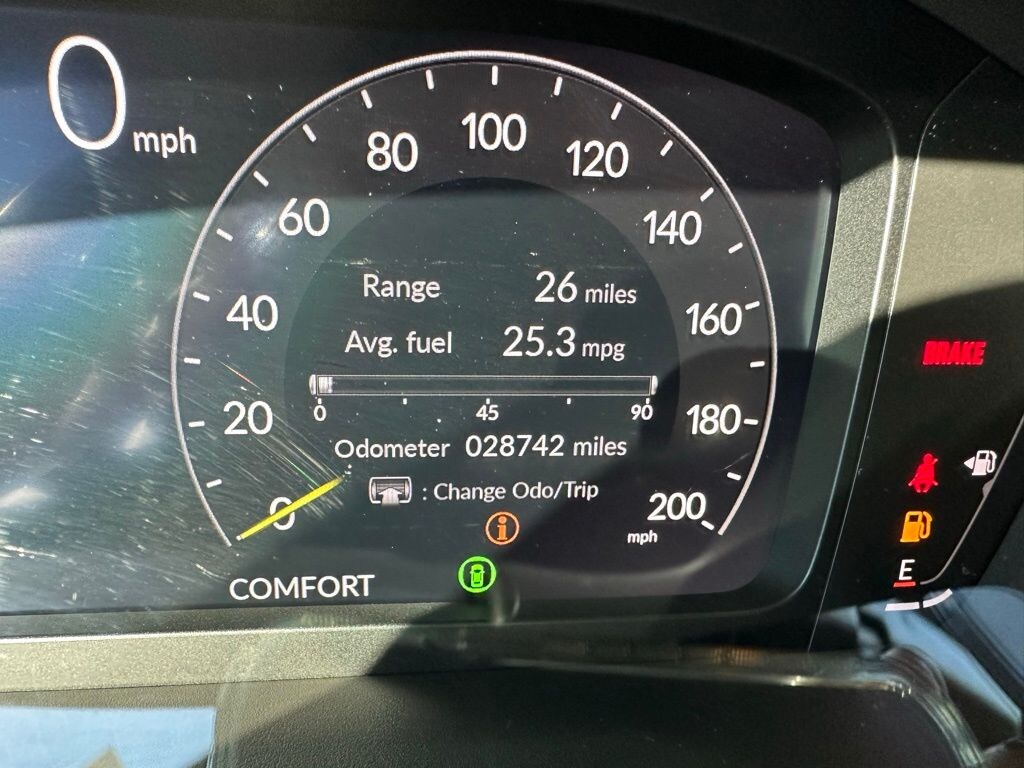 0 mph
100
80
120
60
140
Range 26 miles
40
160
Avg. fuel 25.3 mpg
BRAKE
0 45 90
20
180
Odometer 028742 miles
: Change Odo/Trip
0
200
mph
i
E
COMFORT